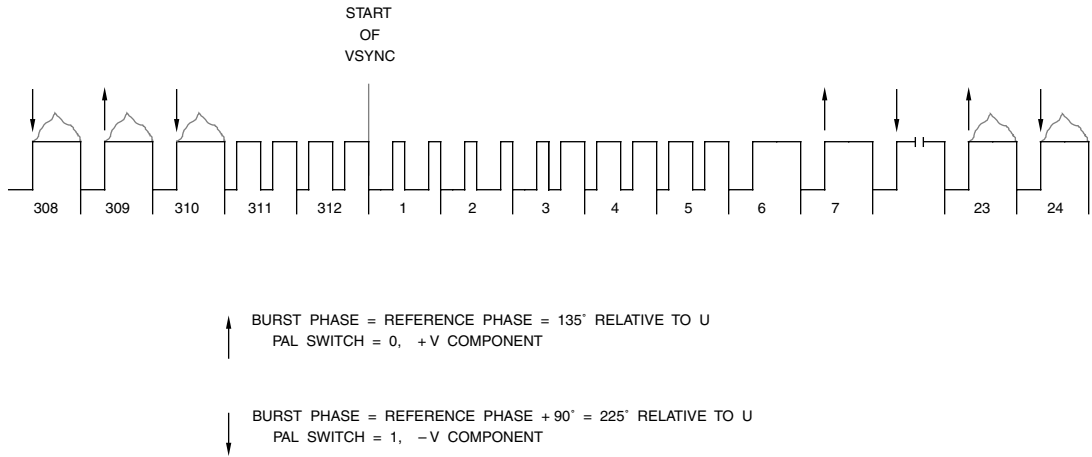 START
OF
VSYNC
308 309 310 311 312 1 2 3 4 5 6 7 23 24
BURST PHASE = REFERENCE PHASE = 135° RELATIVE TO U
PAL SWITCH = 0, + V COMPONENT
BURST PHASE = REFERENCE PHASE + 90° = 225° RELATIVE TO U
PAL SWITCH = 1, – V COMPONENT